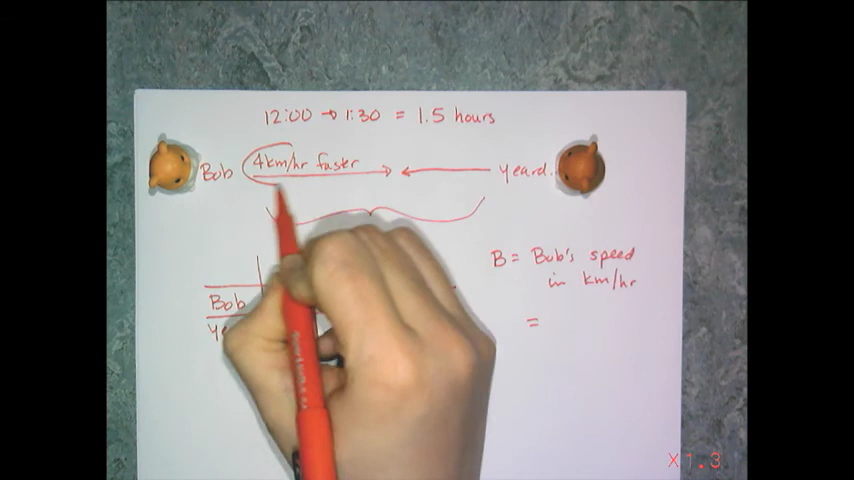 12:00 → 1:30 = 1.5 hours
Bob 4km/hr faster Yeard.
B = Bob's speed
in km/hr
Bob
=
X1.3